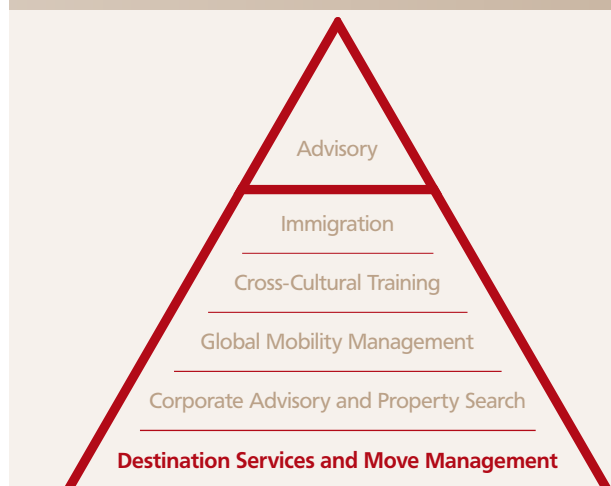 Advisory
Immigration
Cross-Cultural Training
Global Mobility Management
Corporate Advisory and Property Search
Destination Services and Move Management